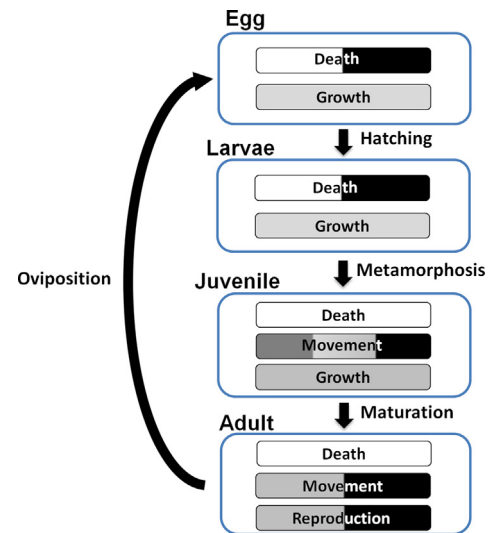 Egg
Death
Growth
Hatching
Larvae
Death
Growth
Metamorphosis
Oviposition
Juvenile
Death
Movement
Growth
Maturation
Adult
Death
Movement
Reproduction